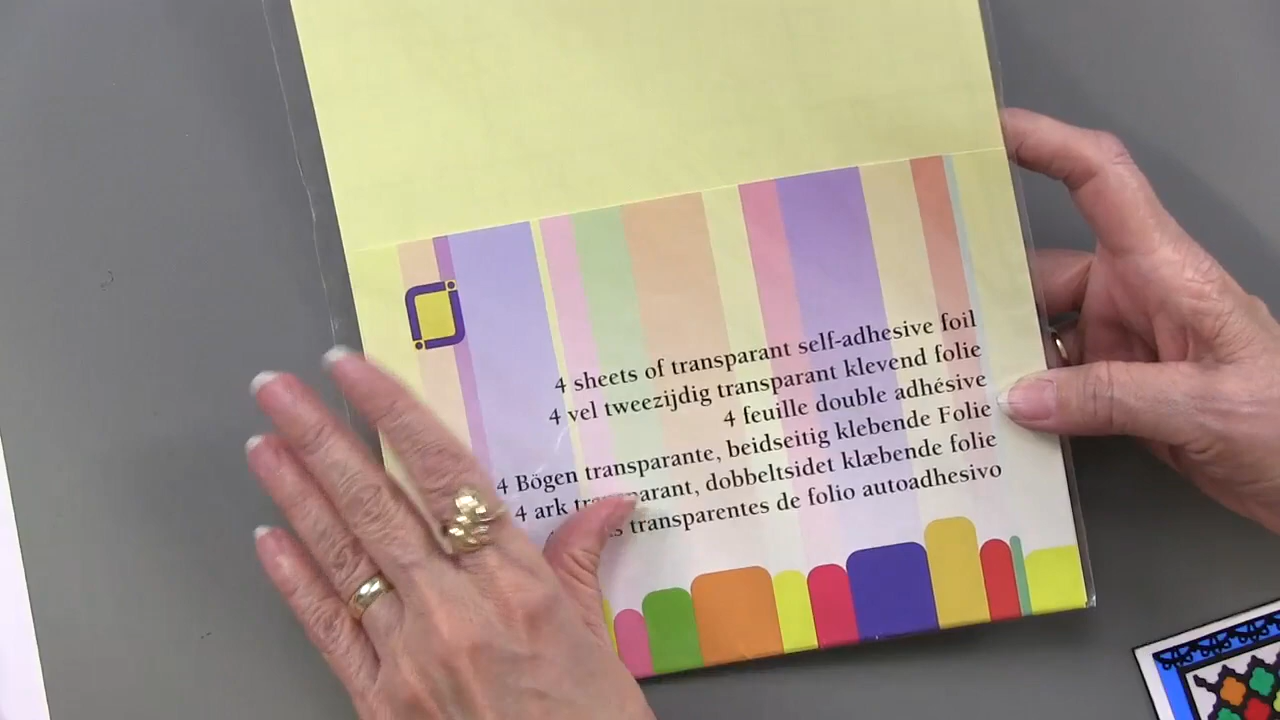 4 sheets of transparant self-adhesive foil
4 vel tweezijdig transparant klevend folie
4 feuille double adhésive
4 Bögen transparante, beidseitig klebende Folie
4 ark transparant, dobbeltsidet klæbende folie
transparentes de folio autoadhesivo